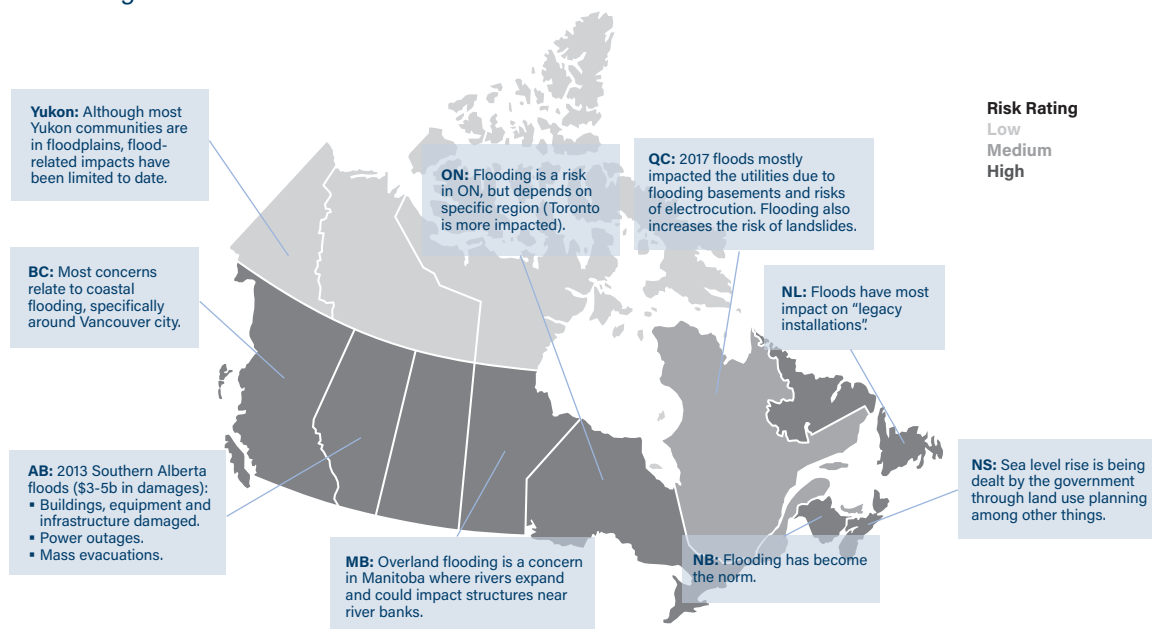 Yukon: Although most
Yukon communities are
in floodplains, flood-
related impacts have
been limited to date.
BC: Most concerns
relate to coastal
flooding, specifically
around Vancouver city.
AB: 2013 Southern Alberta
floods ($3-5b in damages):
▪ Buildings, equipment and
infrastructure damaged.
▪ Power outages.
▪ Mass evacuations.
ON: Flooding is a risk
in ON, but depends on
specific region (Toronto
is more impacted).
QC: 2017 floods mostly
impacted the utilities due to
flooding basements and risks
of electrocution. Flooding also
increases the risk of landslides.
NL: Floods have most
impact on “legacy
installations”.
Risk Rating
Low
Medium
High
NS: Sea level rise is being
dealt by the government
through land use planning
among other things.
MB: Overland flooding is a concern
in Manitoba where rivers expand
and could impact structures near
river banks.
NB: Flooding has become
the norm.